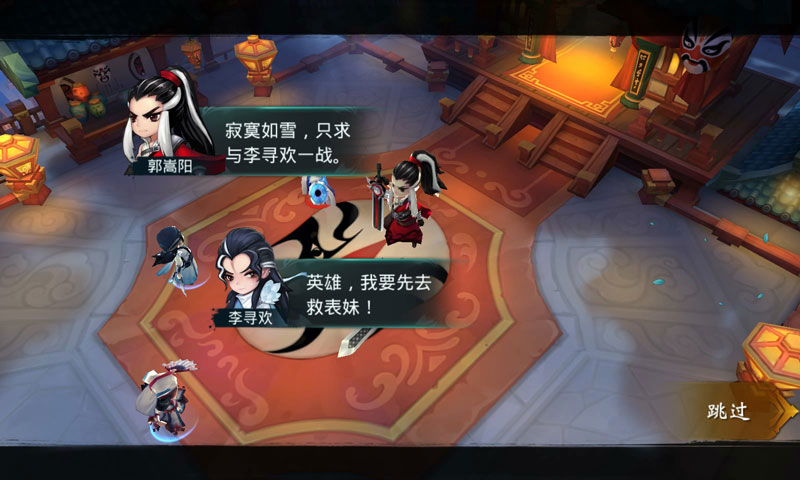 寂寞如雪，只求
与李寻欢一战。
郭嵩阳
英雄，我要先去
救表妹！
李寻欢
跳过